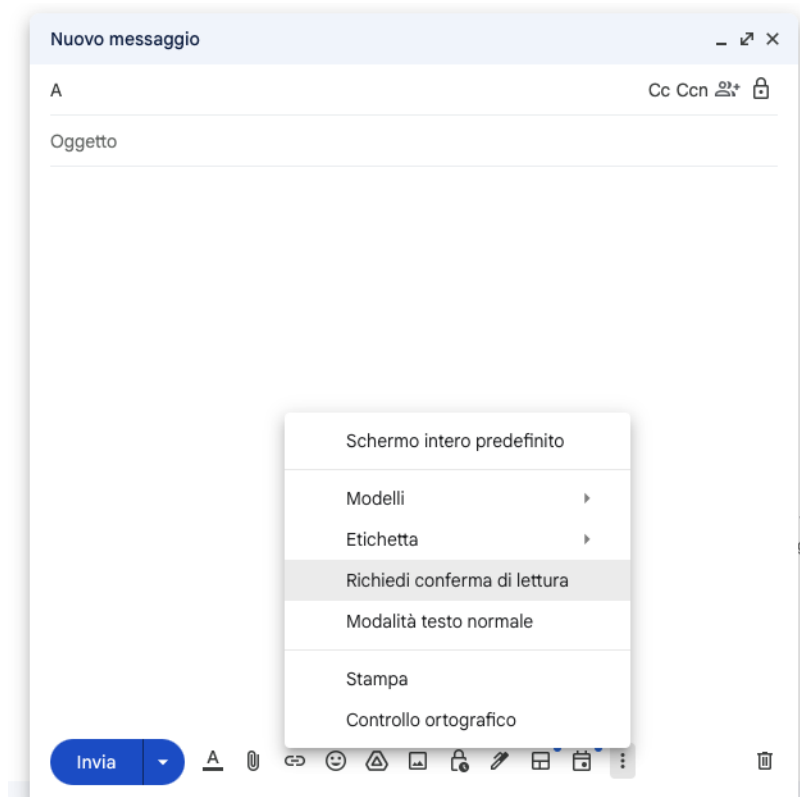 Nuovo messaggio
A
Cc Ccn
Oggetto
Schermo intero predefinito
Modelli
Etichetta
Richiedi conferma di lettura
Modalità testo normale
Stampa
Controllo ortografico
Invia